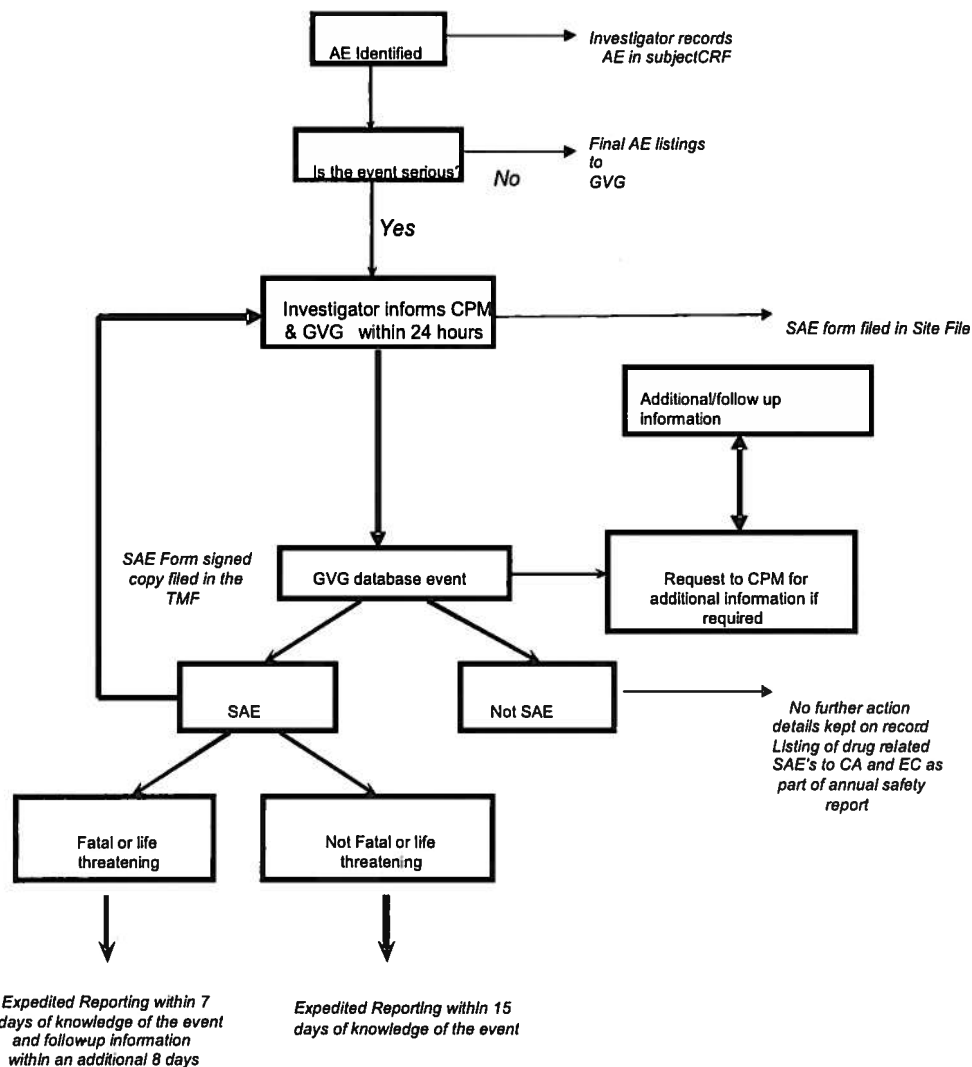 AE Identified
Investigator records
AE in subjectCRF
Is the event serious?
No
Final AE listings
to
GVG
Yes
Investigator informs CPM
& GVG within 24 hours
SAE form filed in Site File
Additional/follow up
information
SAE Form signed
copy filed in the
TMF
GVG database event
Request to CPM for
additional information if
required
SAE
Not SAE
No further action
details kept on record
Listing of drug related
SAE's to CA and EC as
part of annual safety
report
Fatal or life
threatening
Not Fatal or life
threatening
Expedited Reporting within 7
days of knowledge of the event
and followup information
within an additional 8 days
Expedited Reporting within 15
days of knowledge of the event